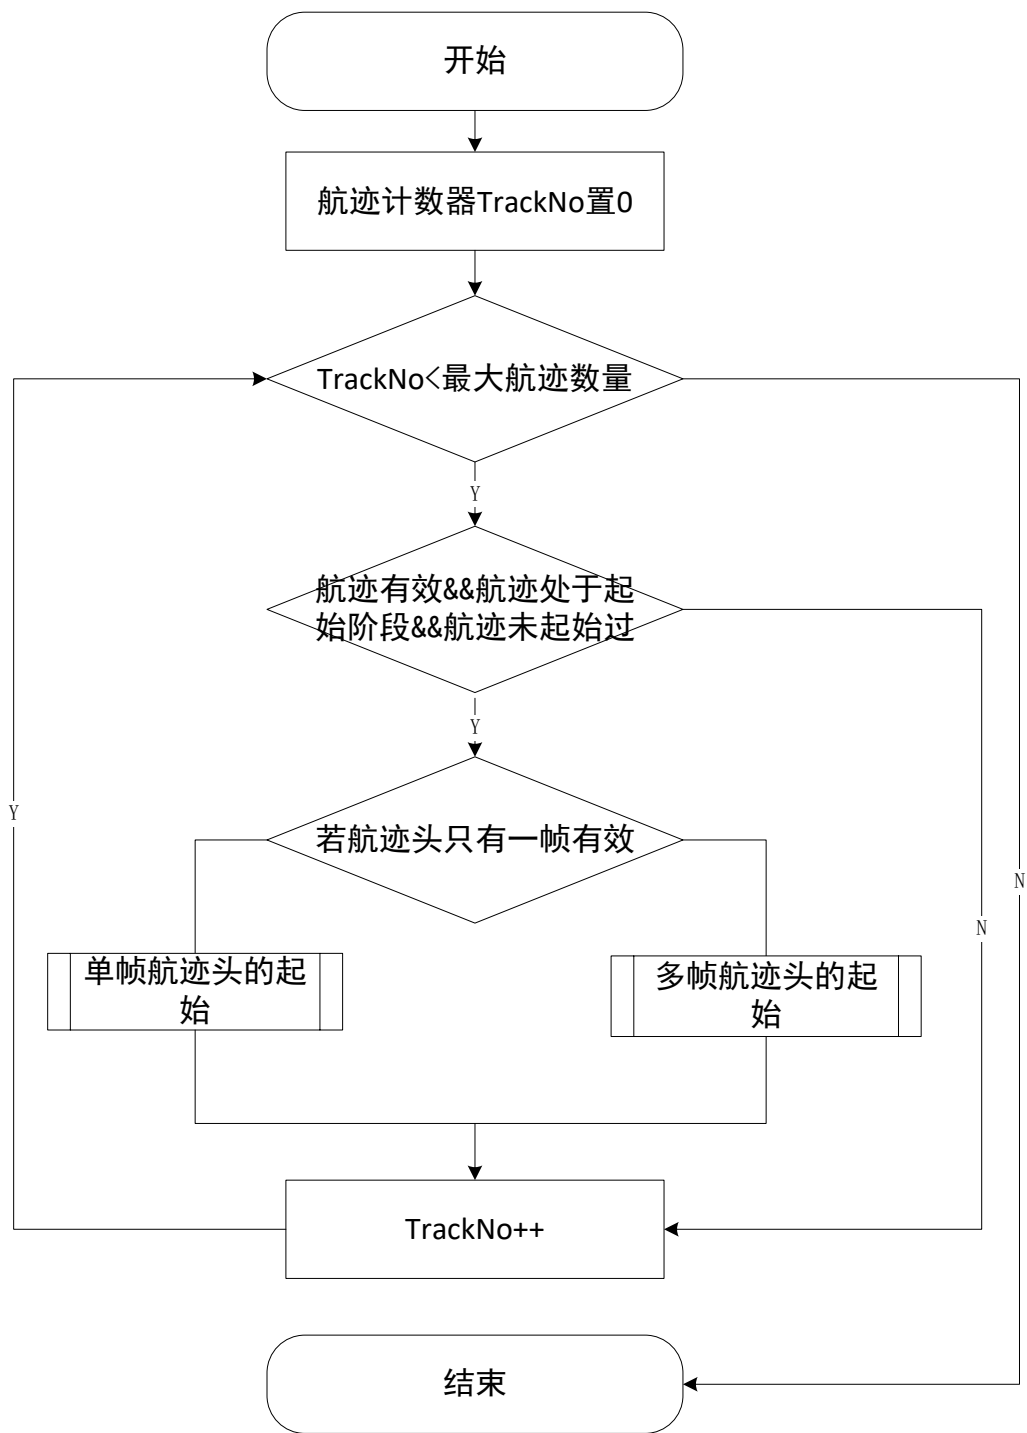 开始
航迹计数器TrackNo置0
TrackNo<最大航迹数量
Y
航迹有效&&航迹处于起
始阶段&&航迹未起始过
Y
若航迹头只有一帧有效
Y
N
N
单帧航迹头的起
始
多帧航迹头的起
始
TrackNo++
结束